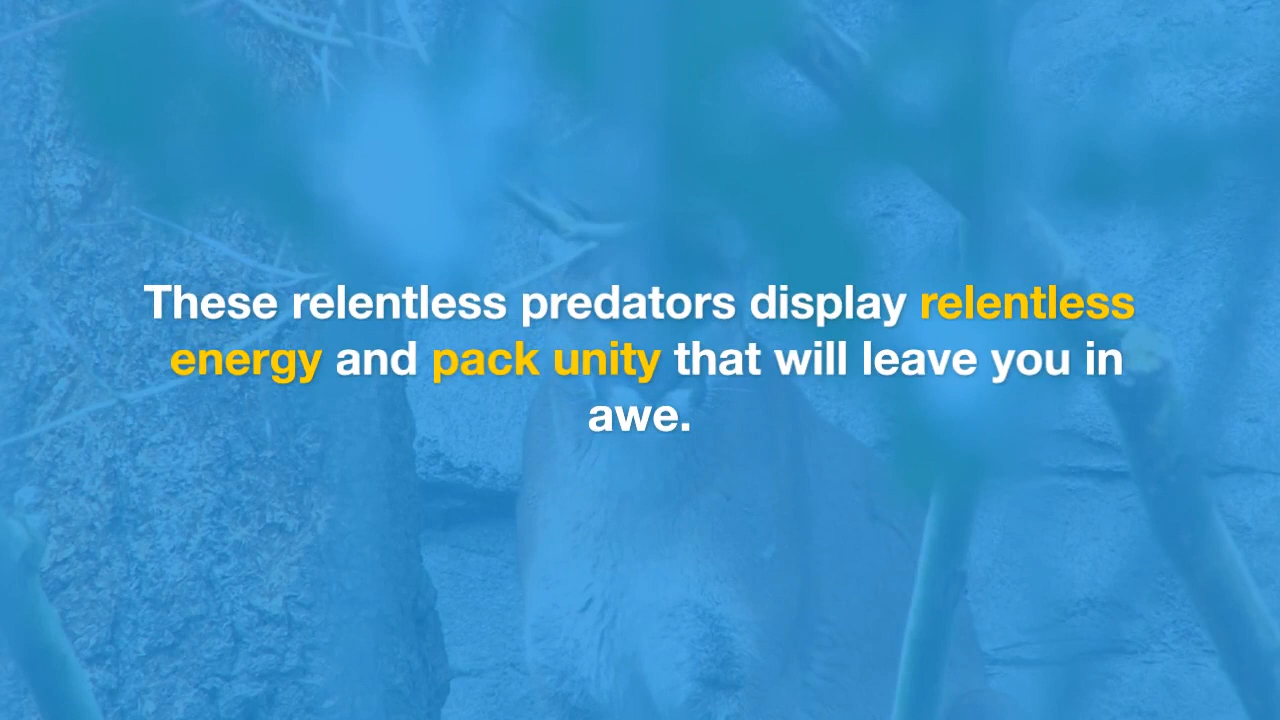 These relentless predators display relentless
energy and pack unity that will leave you in
awe.